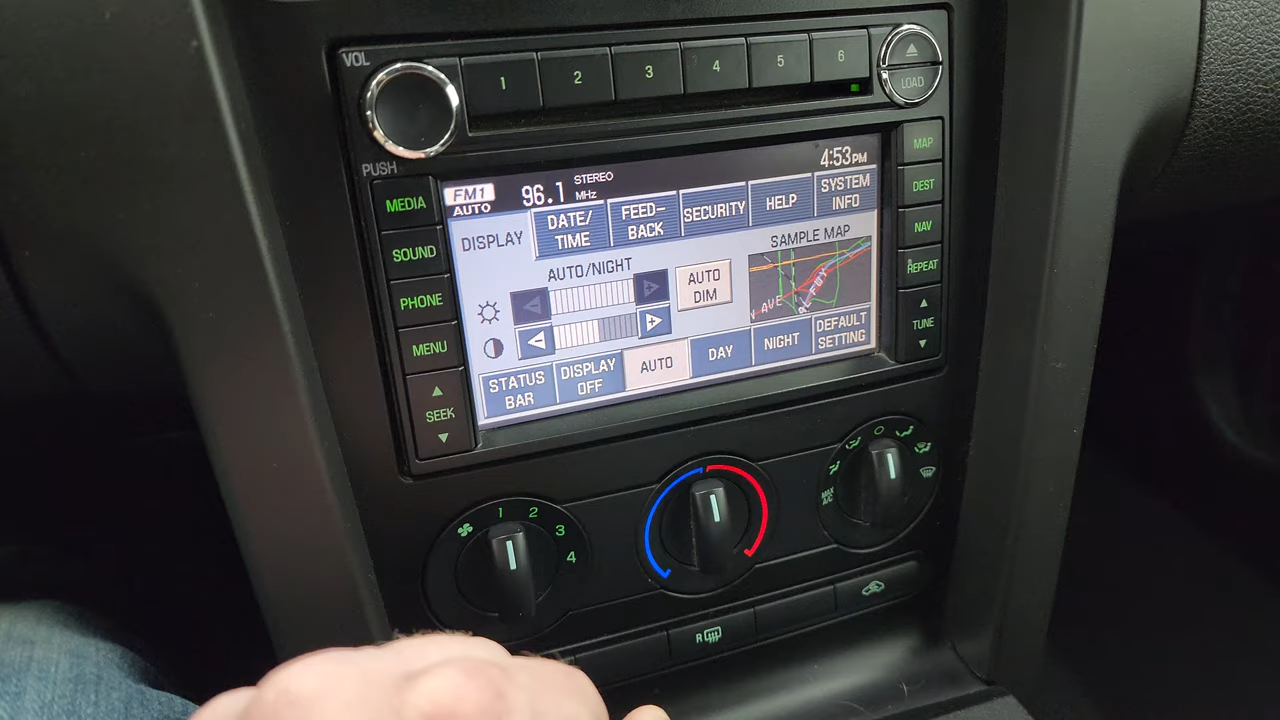 VOL
1 2 3 4 5 6
LOAD
PUSH
MEDIA
SOUND
PHONE
MENU
SEEK
FM1
AUTO
96.1 MHz
STEREO
4:53PM
DISPLAY
DATE/
TIME
FEED-
BACK
SECURITY
HELP
SYSTEM
INFO
AUTO/NIGHT
AUTO
DIM
SAMPLE MAP
AVE
FWY
STATUS
BAR
DISPLAY
OFF
AUTO
DAY
NIGHT
DEFAULT
SETTING
MAP
DEST
NAV
REPEAT
TUNE
1 2 3 4
MAX
A/C
R